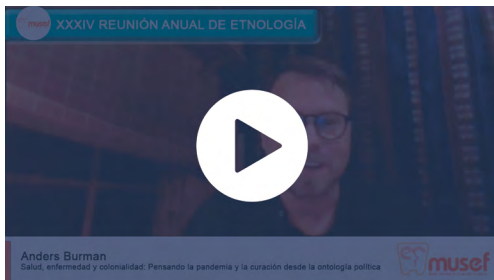 musef XXXIV REUNIÓN ANUAL DE ETNOLOGÍA
Anders Burman
Salud, enfermedad y colonialidad: Pensando la pandemia y la curación desde la ontología política
musef